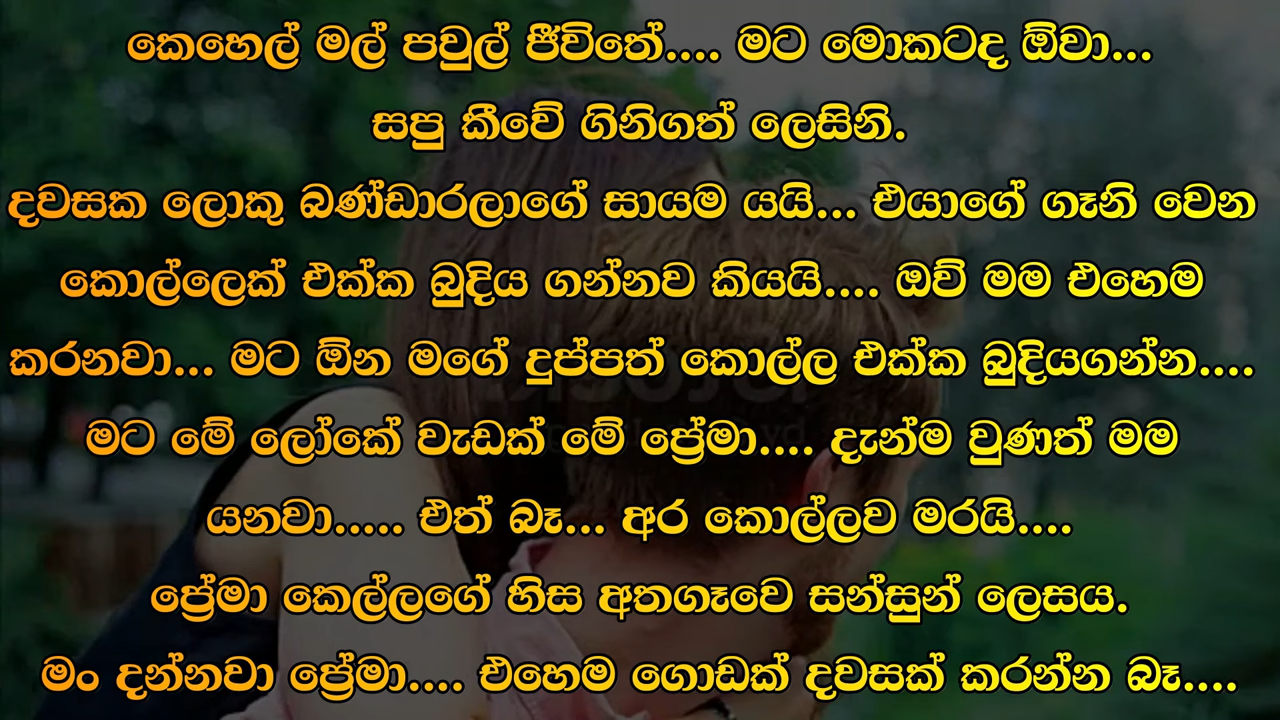 කෙහෙල් මල් පවුල් ජීවිතේ.... මට මොකටද ඕවා...
සපු කීවේ ගිනිගත් ලෙසිනි.
දවසක ලොකු බණ්ඩාරලාගේ සායම යයි... එයාගේ ගෑනි වෙන
කොල්ලෙක් එක්ක බුදිය ගන්නව කියයි.... ඔව් මම එහෙම
කරනවා... මට ඕන මගේ දුප්පත් කොල්ල එක්ක බුදියගන්න....
මට මේ ලෝකේ වැඩක් මේ ප්‍රේමා.... දැන්ම වුණත් මම
යනවා..... එත් බෑ... අර කොල්ලව මරයි....
ප්‍රේමා කෙල්ලගේ හිස අතගෑවෙ සන්සුන් ලෙසය.
මං දන්නවා ප්‍රේමා.... එහෙම ගොඩක් දවසක් කරන්න බෑ....